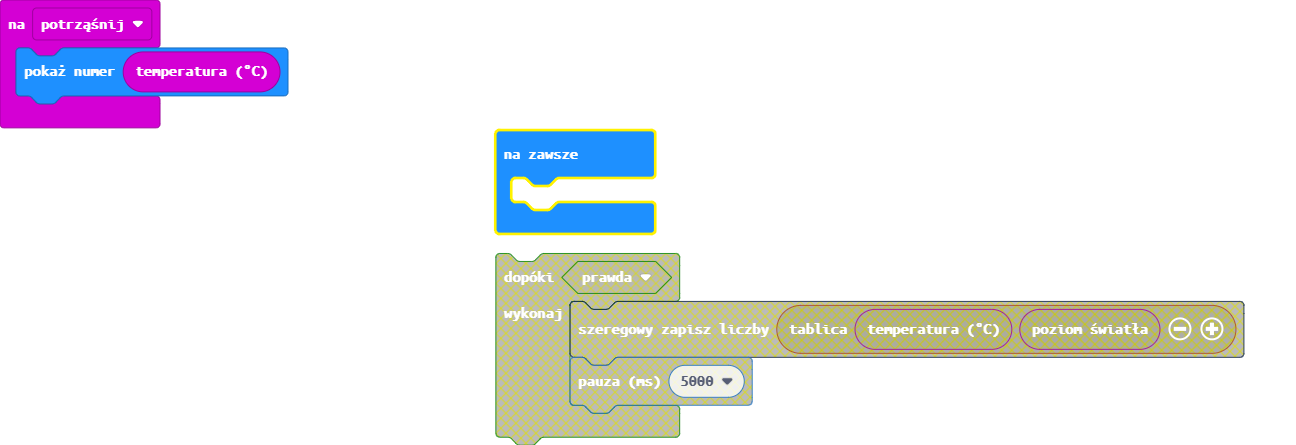 na potrząśnij
pokaż numer temperatura (°C)
na zawsze
dopóki prawda
wykonaj
szeregowy zapisz liczby tablica temperatura (°C) poziom światła
pauza (ms) 5000